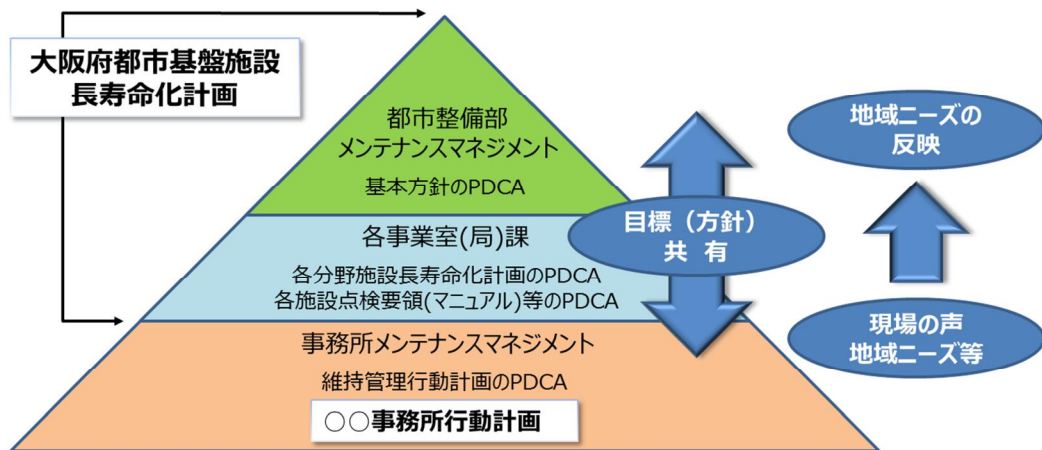 大阪府都市基盤施設
長寿命化計画
都市整備部
メンテナンスマネジメント
基本方針のPDCA
各事業室(局)課
各分野施設長寿命化計画のPDCA
各施設点検要領(マニュアル)等のPDCA
事務所メンテナンスマネジメント
維持管理行動計画のPDCA
○○事務所行動計画
目標（方針）
共 有
地域ニーズの
反映
現場の声
地域ニーズ等